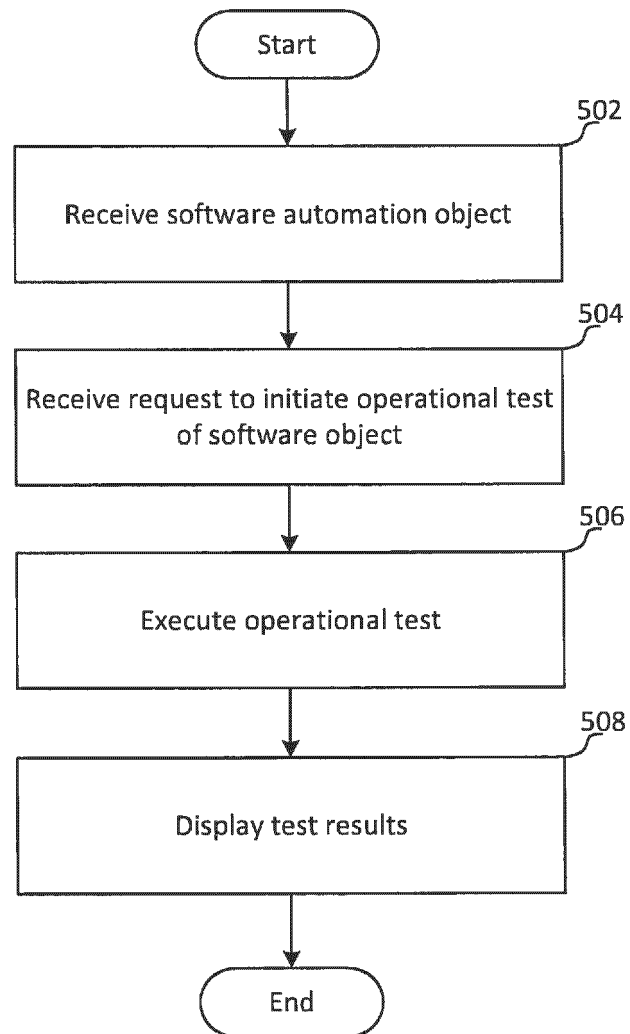 Start
502
Receive software automation object
504
Receive request to initiate operational test
of software object
506
Execute operational test
508
Display test results
End